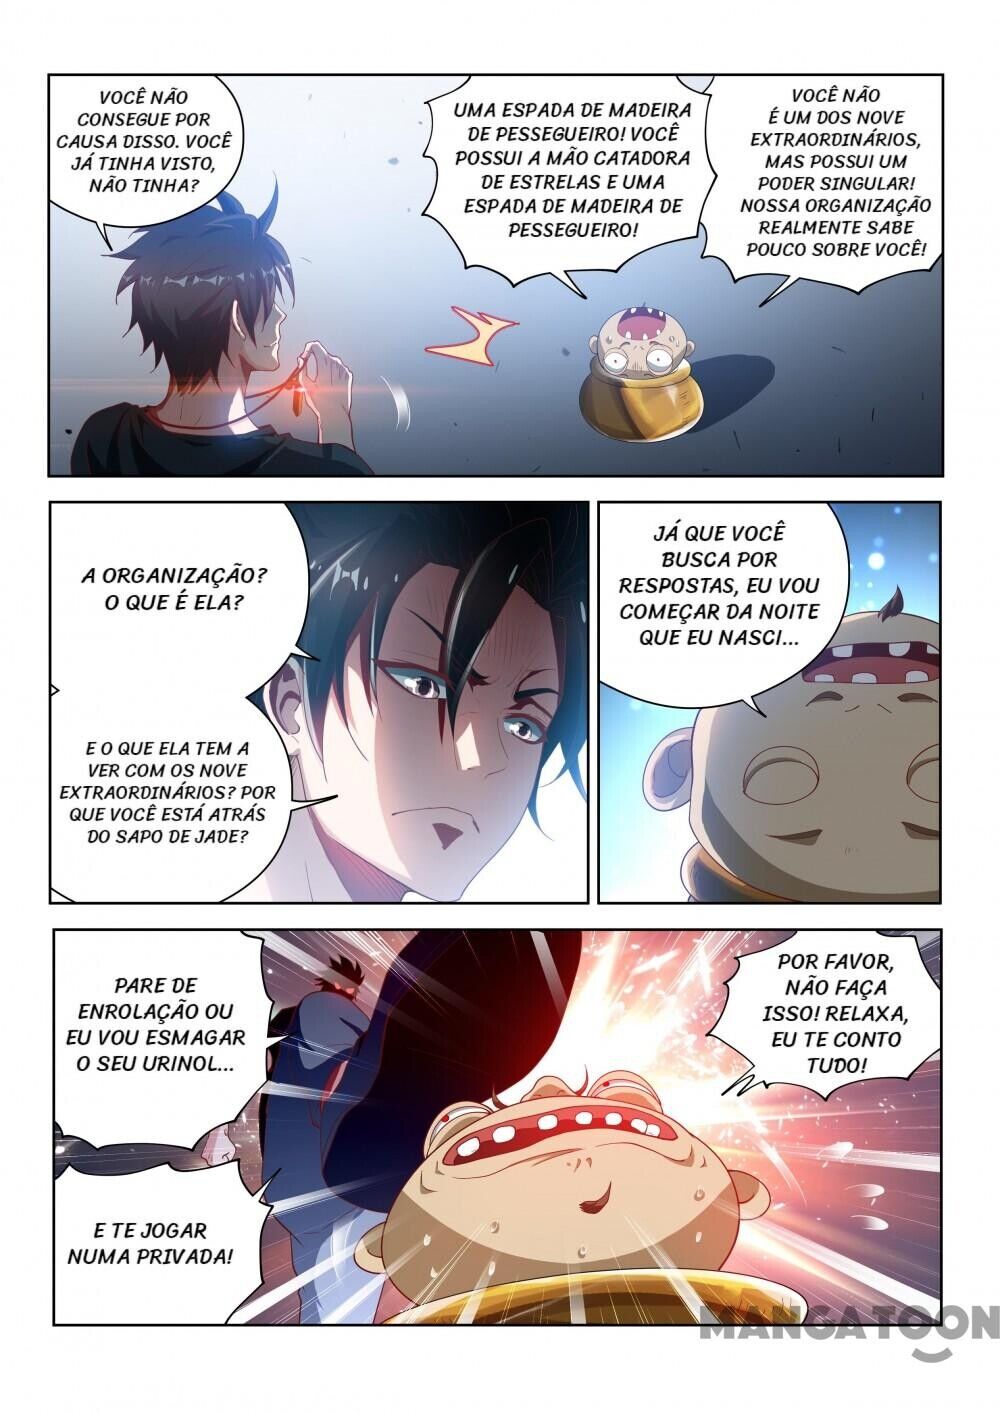 VOCÊ NÃO
CONSEGUE POR
CAUSA DISSO. VOCÊ
JÁ TINHA VISTO,
NÃO TINHA?
UMA ESPADA DE MADEIRA
DE PESSEGUEIRO! VOCÊ
POSSUI A MÃO CATADORA
DE ESTRELAS E UMA
ESPADA DE MADEIRA DE
PESSEGUEIRO!
VOCÊ NÃO
É UM DOS NOVE
EXTRAORDINÁRIOS,
MAS POSSUI UM
PODER SINGULAR!
NOSSA ORGANIZAÇÃO
REALMENTE SABE
POUCO SOBRE VOCÊ!
A ORGANIZAÇÃO?
O QUE É ELA?
E O QUE ELA TEM A
VER COM OS NOVE
EXTRAORDINÁRIOS? POR
QUE VOCÊ ESTÁ ATRÁS
DO SAPO DE JADE?
JÁ QUE VOCÊ
BUSCA POR
RESPOSTAS, EU VOU
COMEÇAR DA NOITE
QUE EU NASCI...
PARE DE
ENROLAÇÃO OU
EU VOU ESMAGAR
O SEU URINOL...
E TE JOGAR
NUMA PRIVADA!
POR FAVOR,
NÃO FAÇA
ISSO! RELAXA,
EU TE CONTO
TUDO!
MANGATOON